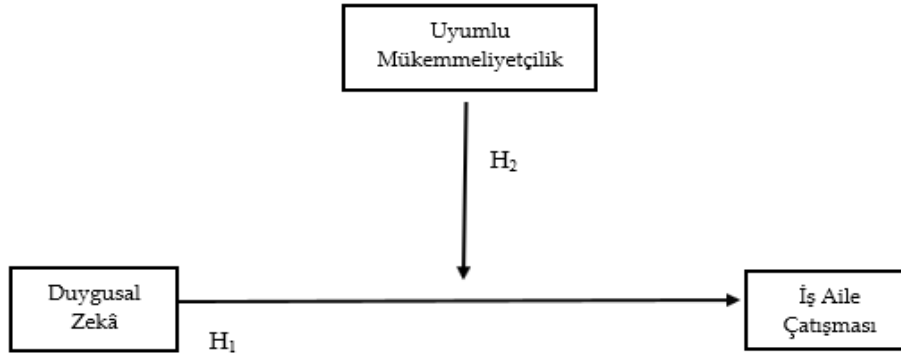 Uyumlu
Mükemmeliyetçilik
H₂
Duygusal
Zekâ
H₁
İş Aile
Çatışması